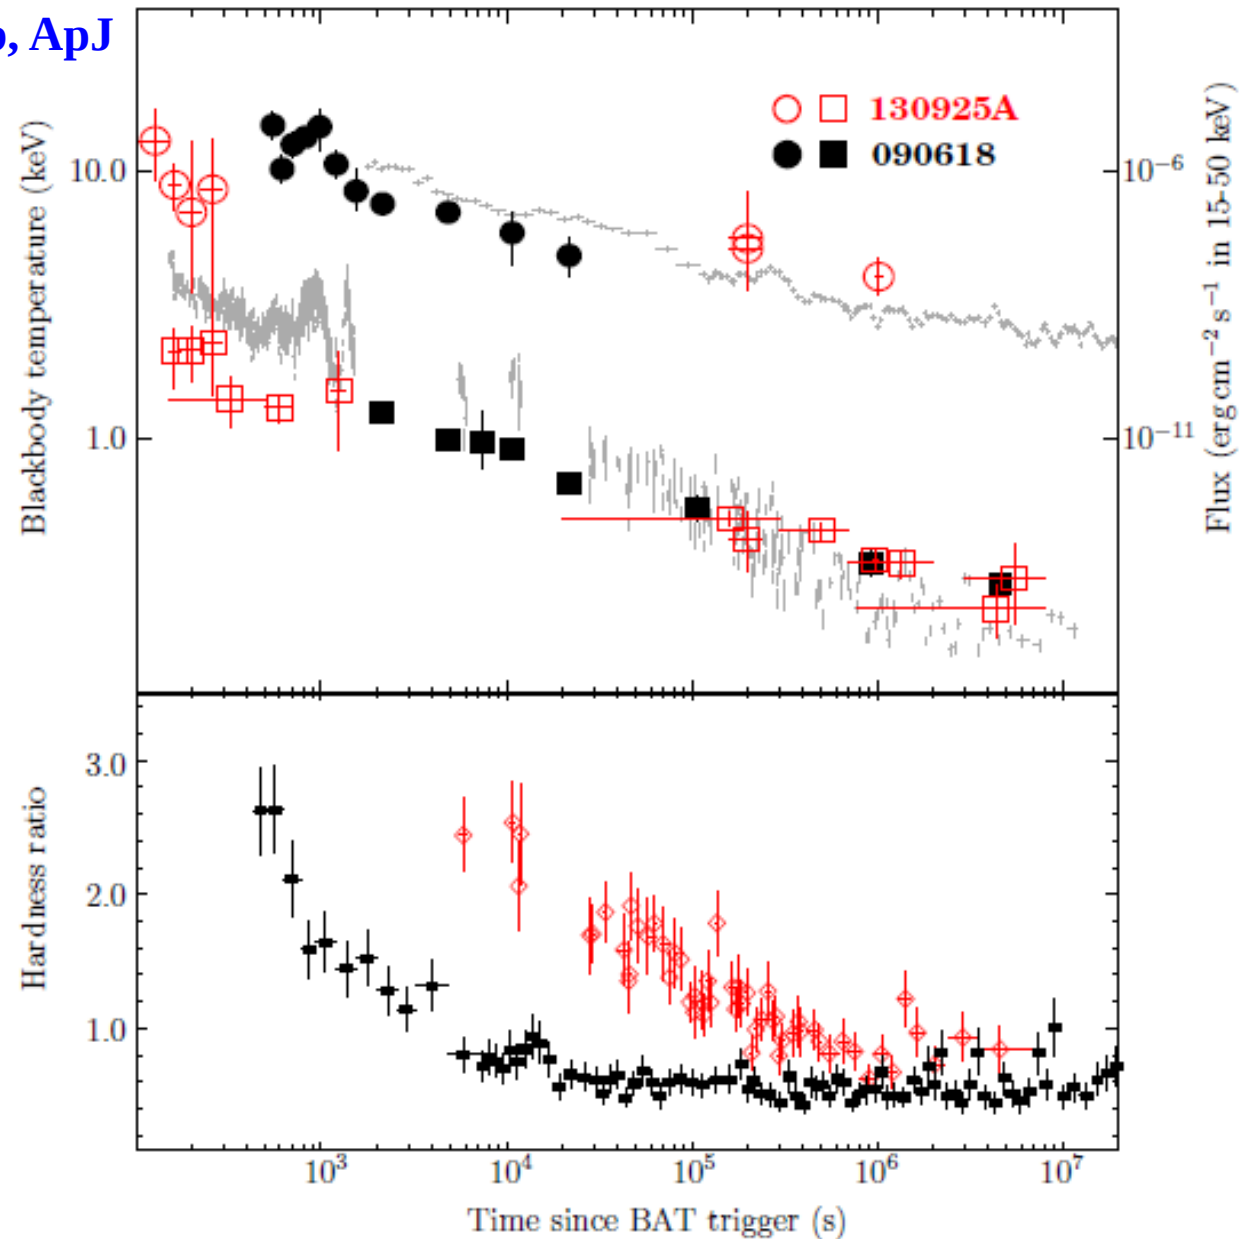 , ApJ
130925A
090618
Blackbody temperature (keV)
10.0
1.0
10⁻⁶
10⁻¹¹
Flux (erg cm⁻² s⁻¹ in 15-50 keV)
Hardness ratio
3.0
2.0
1.0
10³ 10⁴ 10⁵ 10⁶ 10⁷
Time since BAT trigger (s)